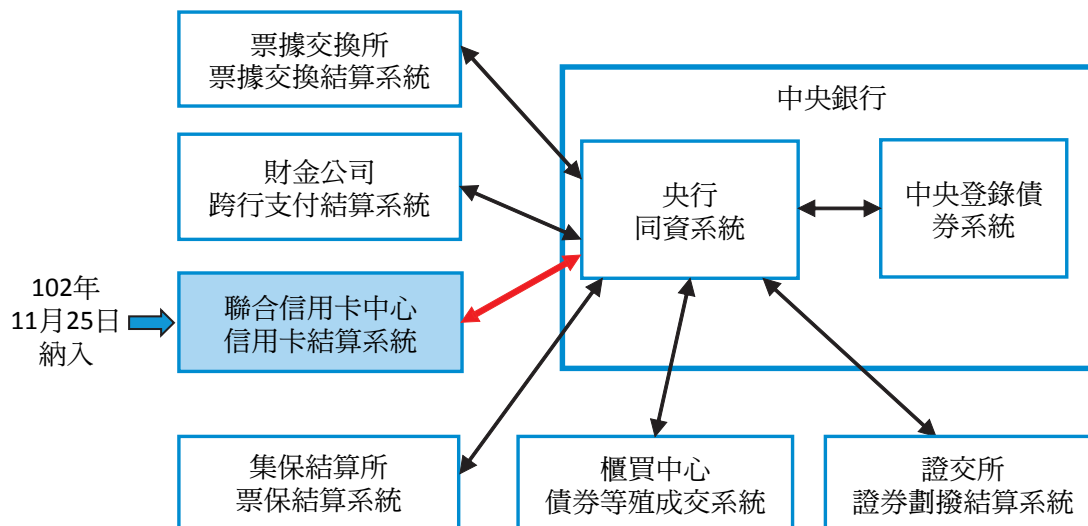 票據交換所
票據交換結算系統
中央銀行
財金公司
跨行支付結算系統
央行
同資系統
中央登錄債
券系統
102年
11月25日
納入
聯合信用卡中心
信用卡結算系統
集保結算所
票保結算系統
櫃買中心
債券等殖成交系統
證交所
證券劃撥結算系統